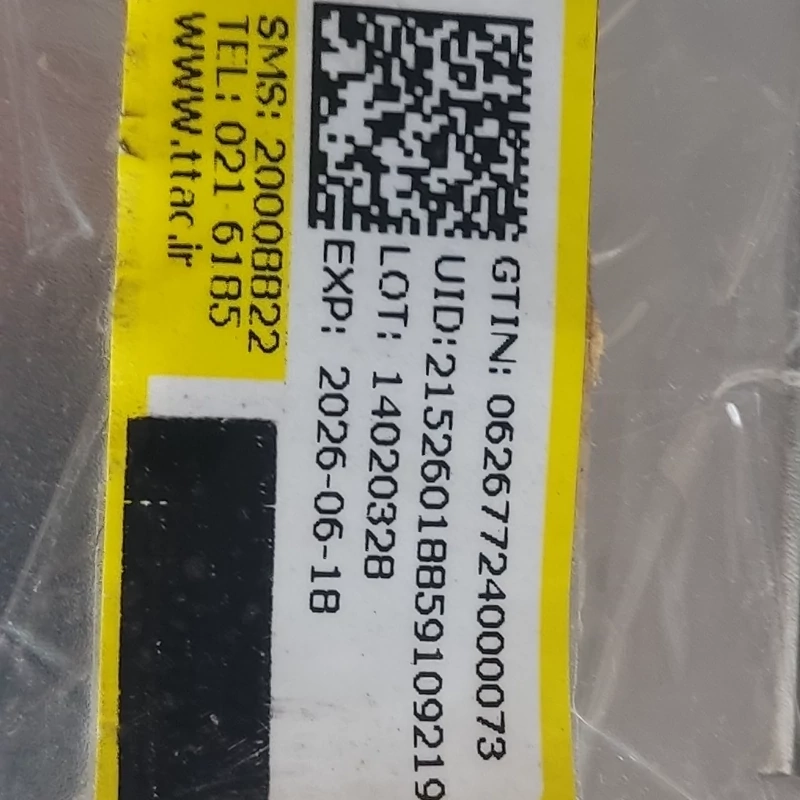 GTIN: 06267724000073
UID:21526018859109219
LOT: 14020328
EXP: 2026-06-18
SMS: 20008822
TEL: 021 6185
www.ttac.ir